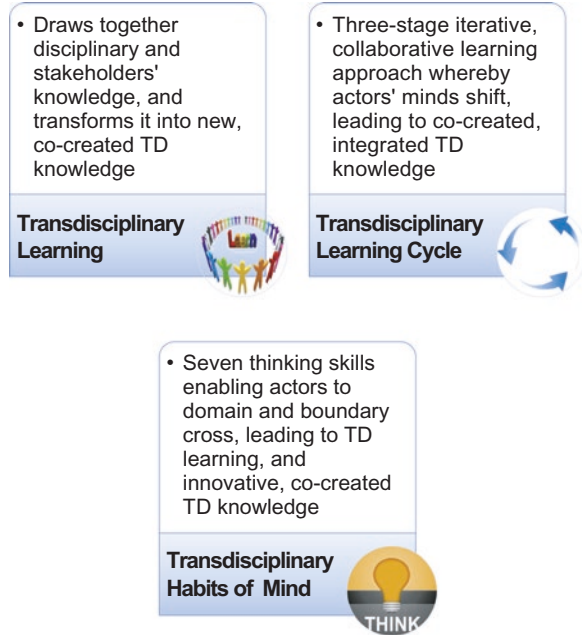 • Draws together
disciplinary and
stakeholders'
knowledge, and
transforms it into new,
co-created TD
knowledge
Transdisciplinary
Learning
Learn
• Three-stage iterative,
collaborative learning
approach whereby
actors' minds shift,
leading to co-created,
integrated TD
knowledge
Transdisciplinary
Learning Cycle
• Seven thinking skills
enabling actors to
domain and boundary
cross, leading to TD
learning, and
innovative, co-created
TD knowledge
Transdisciplinary
Habits of Mind
THINK